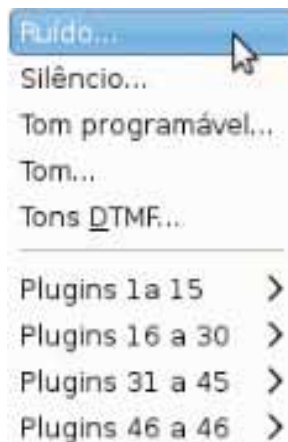 Ruído...
Silêncio...
Tom programável...
Tom...
Tons DTMF...
Plugins 1a 15
Plugins 16 a 30
Plugins 31 a 45
Plugins 46 a 46